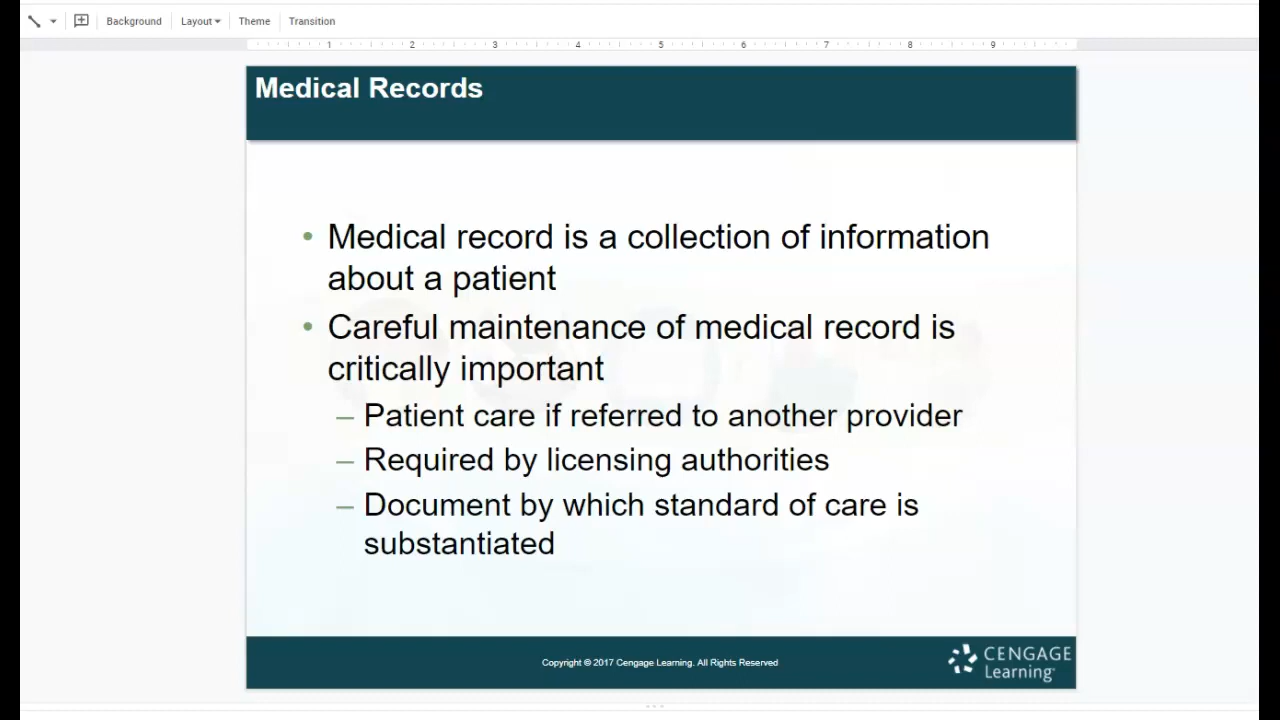 Background Layout Theme Transition
1 2 3 4 5 6 7 8 9
Medical Records
• Medical record is a collection of information
about a patient
• Careful maintenance of medical record is
critically important
– Patient care if referred to another provider
– Required by licensing authorities
– Document by which standard of care is
substantiated
Copyright © 2017 Cengage Learning. All Rights Reserved
CENGAGE
Learning™